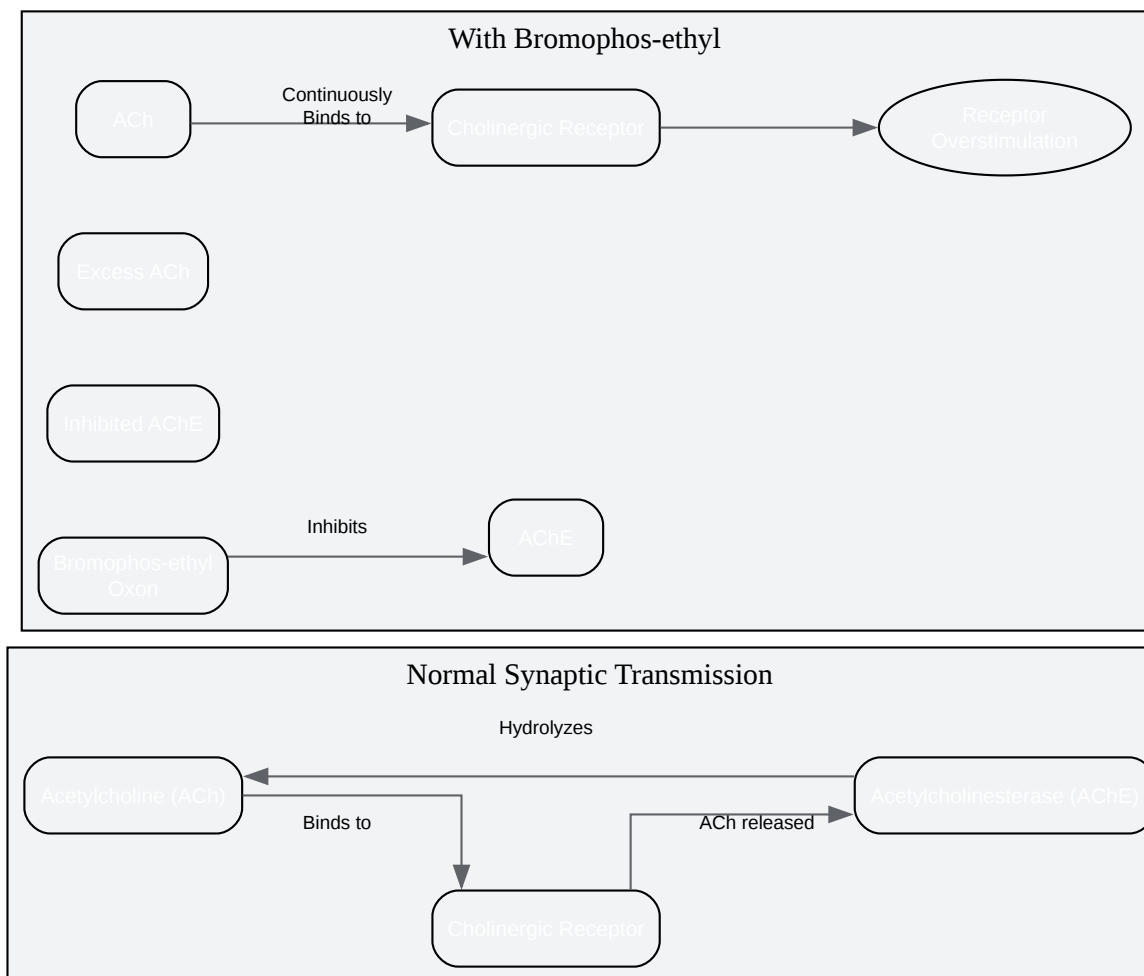 With Bromophos-ethyl
ACh
Continuously
Binds to
Cholinergic Receptor
Receptor
Overstimulation
Excess ACh
Inhibited AChE
Bromophos-ethyl
Oxon
Inhibits
AChE
Normal Synaptic Transmission
Hydrolyzes
Acetylcholine (ACh)
Acetylcholinesterase (AChE)
Binds to
ACh released
Cholinergic Receptor